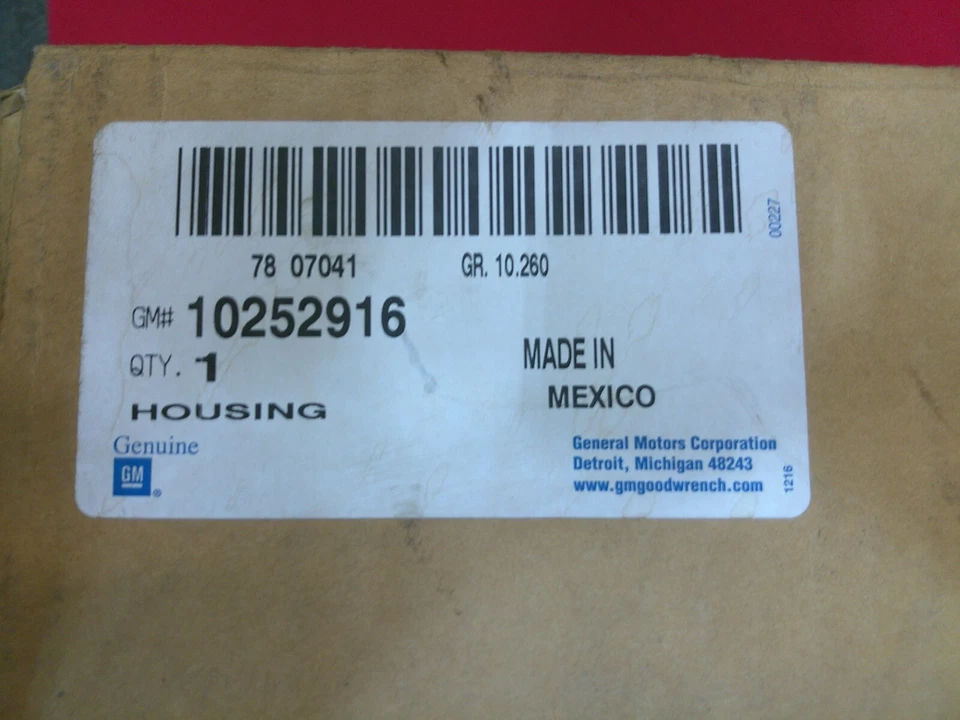 00227
78 07041 GR. 10.260
GM# 10252916
QTY. 1
MADE IN
MEXICO
HOUSING
Genuine
GM®
General Motors Corporation
Detroit, Michigan 48243
www.gmgoodwrench.com
1216